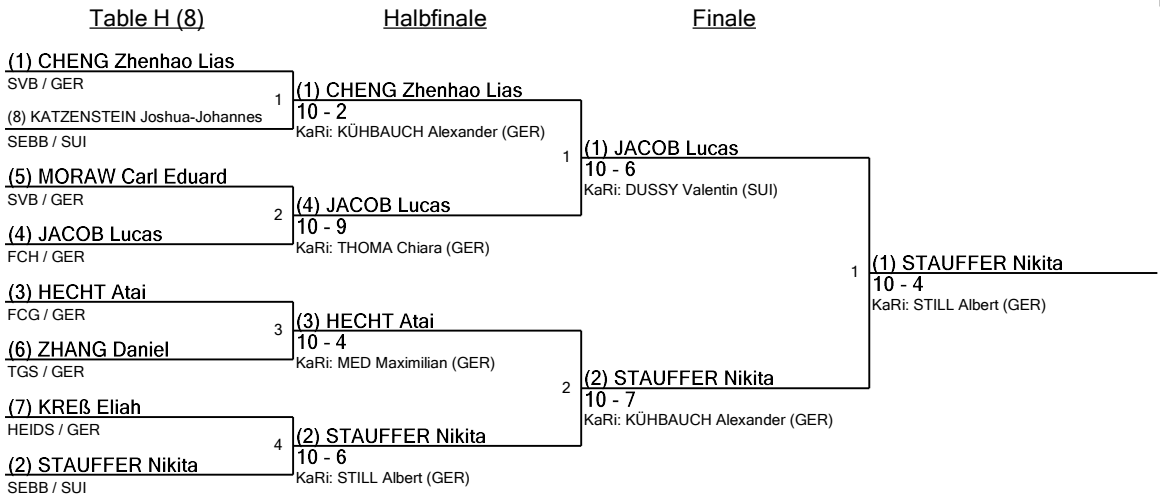 Table H (8)
Halbfinale
Finale
(1) CHENG Zhenhao Lias
SVB / GER
1
(8) KATZENSTEIN Joshua-Johannes
SEBB / SUI
(5) MORAW Carl Eduard
SVB / GER
2
(4) JACOB Lucas
FCH / GER
(3) HECHT Atai
FCG / GER
3
(6) ZHANG Daniel
TGS / GER
(7) KREß Eliah
HEIDS / GER
4
(2) STAUFFER Nikita
SEBB / SUI
(1) CHENG Zhenhao Lias
10 - 2
KaRi: KÜHBAUCH Alexander (GER)
1
(4) JACOB Lucas
10 - 9
KaRi: THOMA Chiara (GER)
(3) HECHT Atai
10 - 4
KaRi: MED Maximilian (GER)
2
(2) STAUFFER Nikita
10 - 6
KaRi: STILL Albert (GER)
(1) JACOB Lucas
10 - 6
KaRi: DUSSY Valentin (SUI)
1
(2) STAUFFER Nikita
10 - 7
KaRi: KÜHBAUCH Alexander (GER)
(1) STAUFFER Nikita
10 - 4
KaRi: STILL Albert (GER)